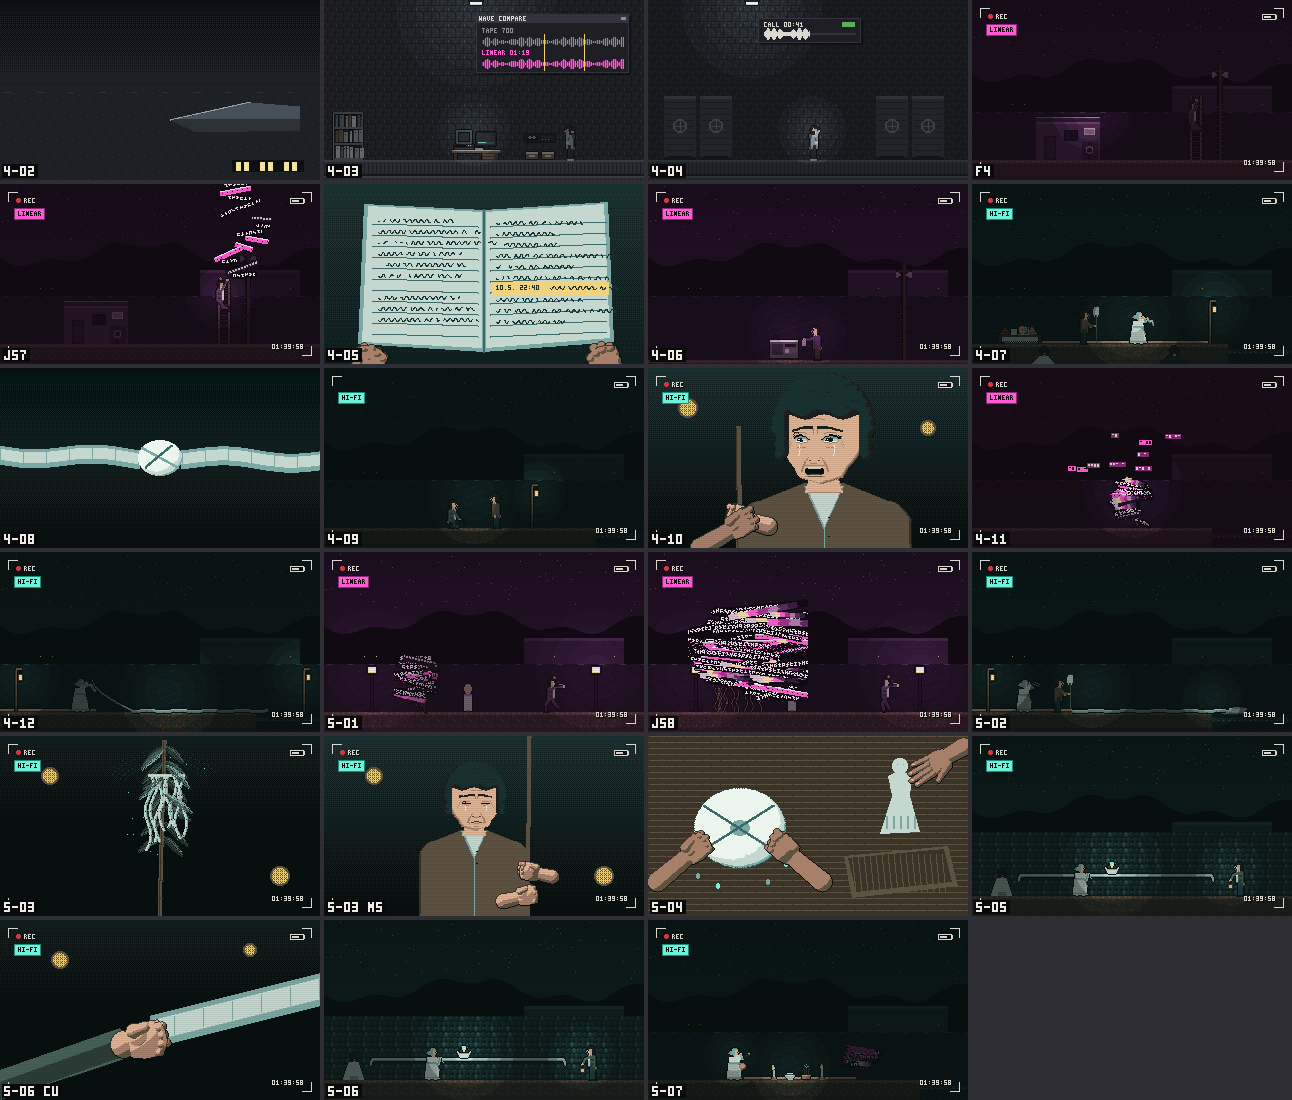 4-02
WAVE COMPARE
TAPE 700
LINEAR 01:19
4-03
CALL 00:41
4-04
REC
LINEAR
01:39:58
F4
REC
LINEAR
01:39:58
JS7
10.5. 22:40
4-05
REC
LINEAR
01:39:58
4-06
REC
HI-FI
01:39:58
4-07
4-08
REC
HI-FI
01:39:58
4-09
REC
HI-FI
01:39:58
4-10
REC
LINEAR
01:39:58
4-11
REC
HI-FI
01:39:58
4-12
REC
LINEAR
01:39:58
5-01
REC
LINEAR
01:39:58
JS8
REC
HI-FI
01:39:58
5-02
REC
HI-FI
01:39:58
5-03
REC
HI-FI
01:39:58
5-03 MS
5-04
REC
HI-FI
01:39:58
5-05
REC
HI-FI
01:39:58
5-06 CU
5-06
REC
HI-FI
01:39:58
5-07